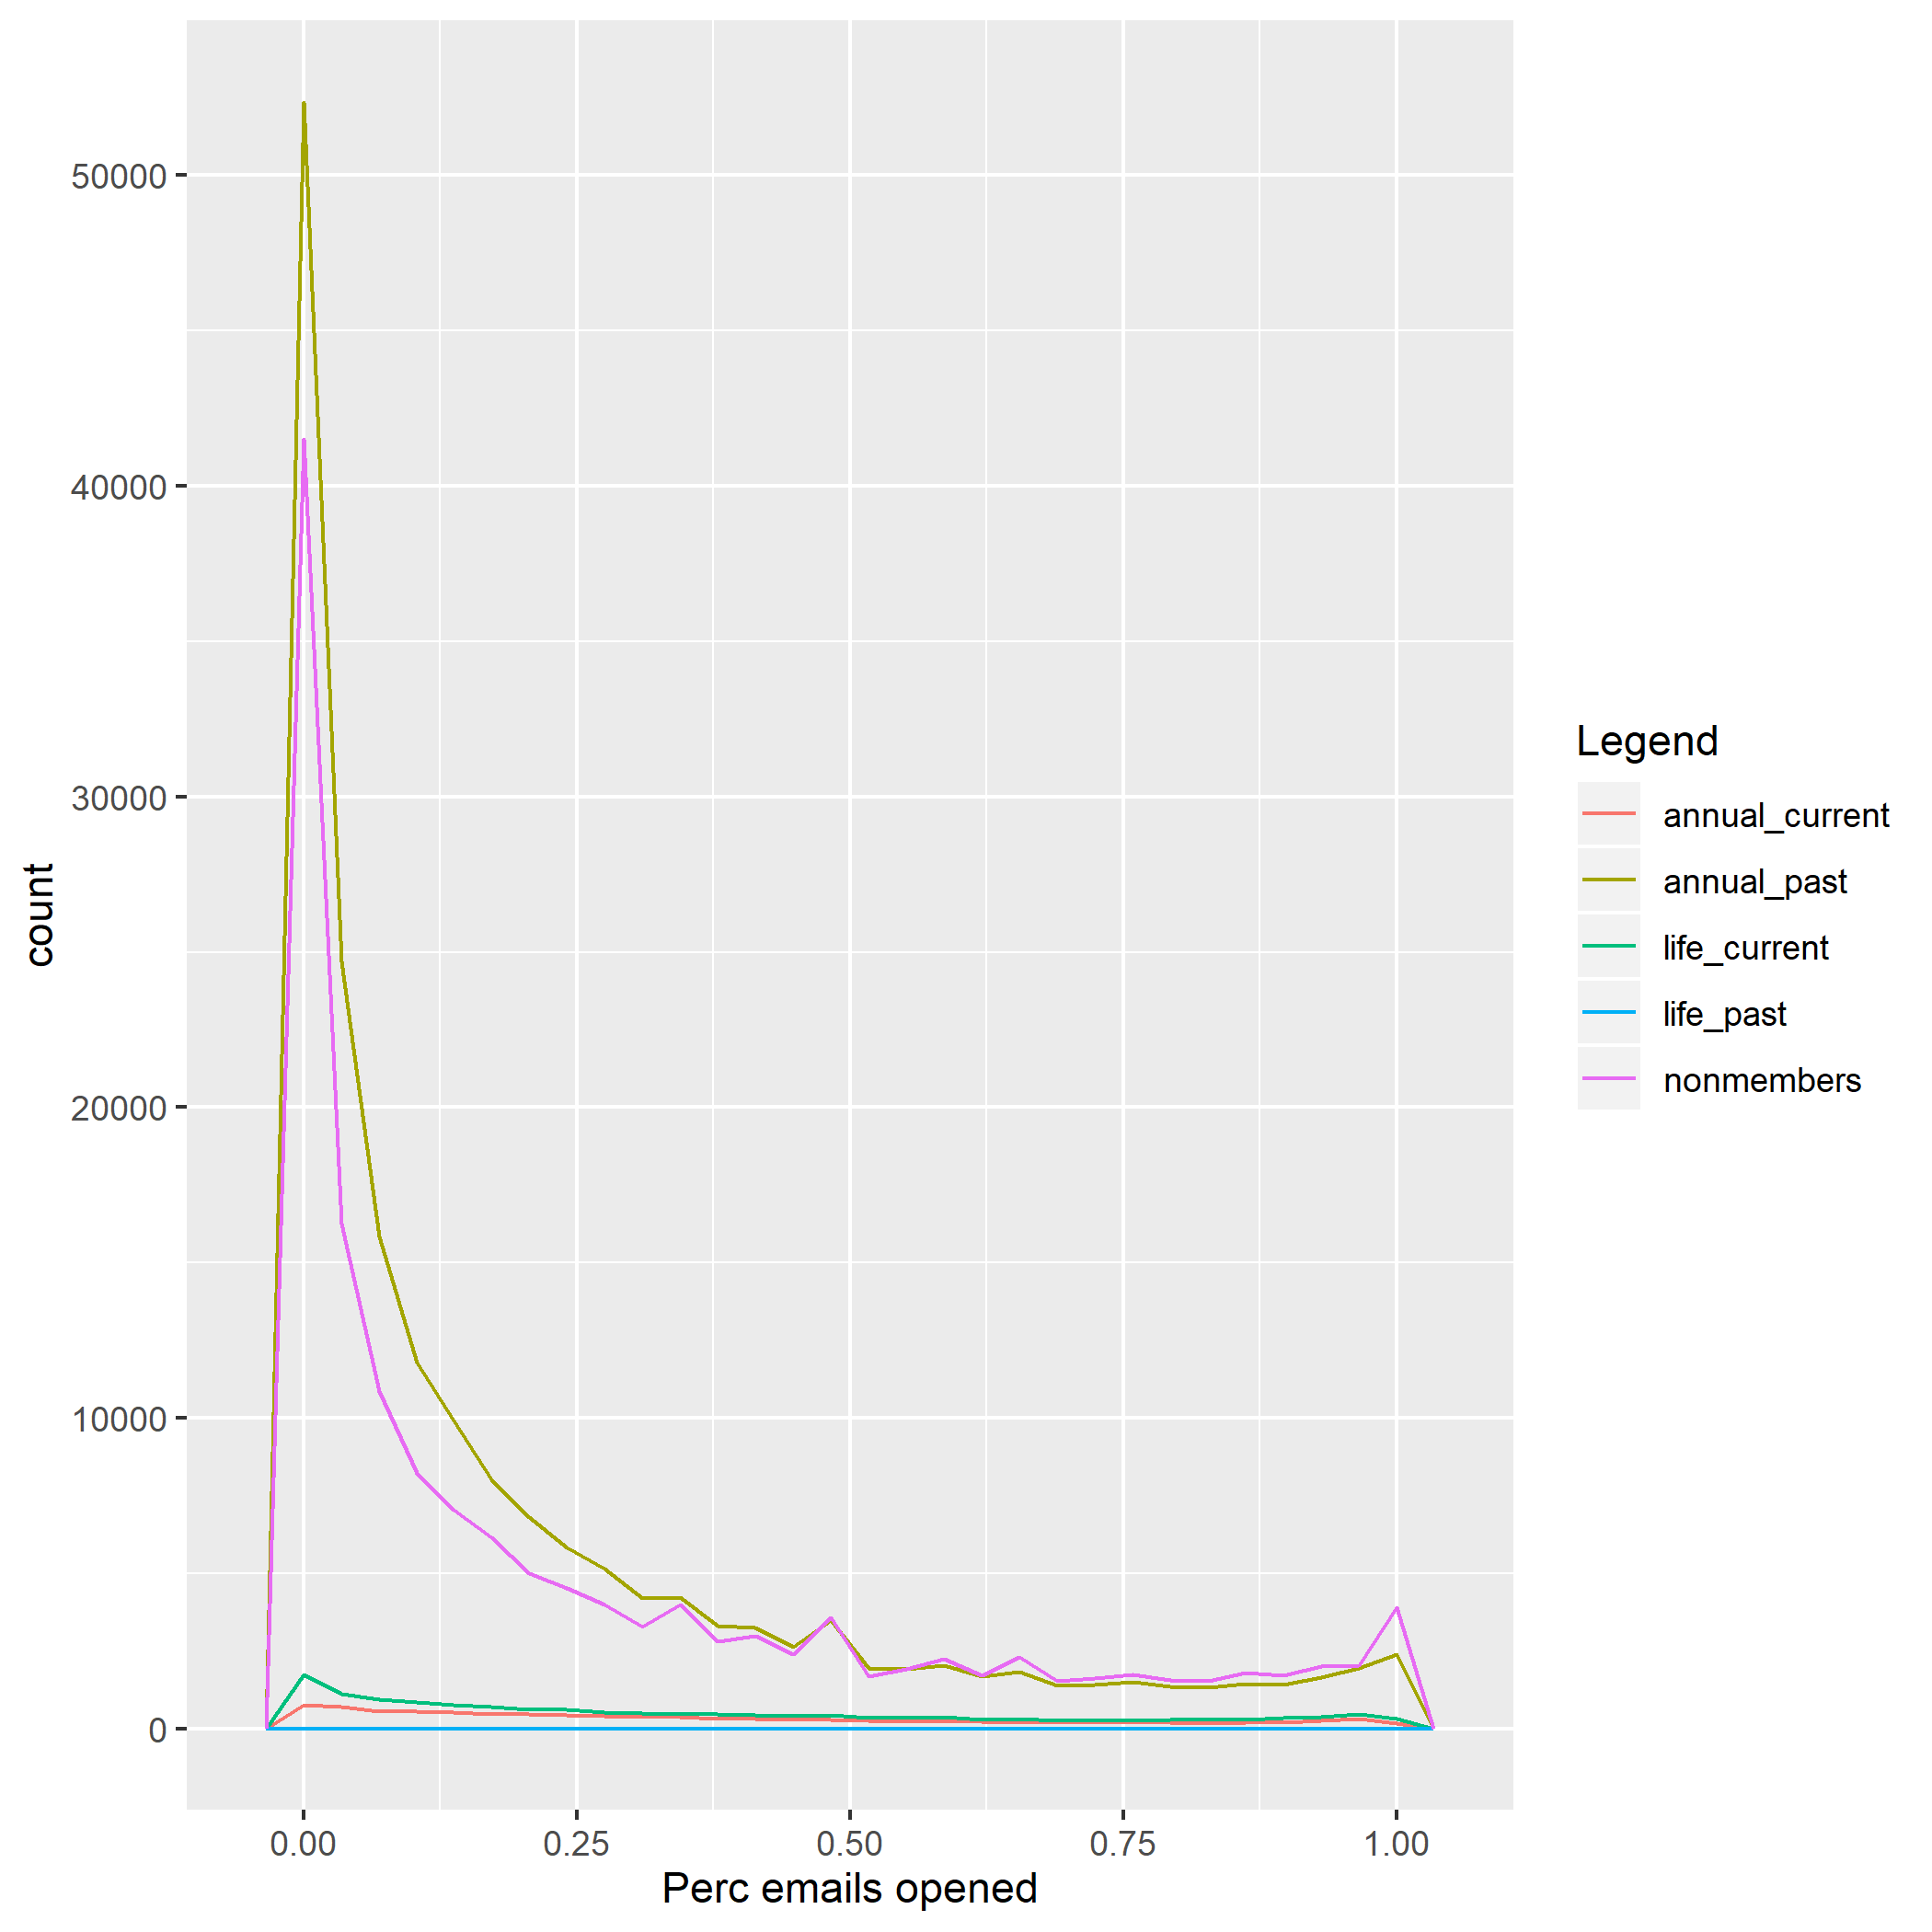 50000
40000
30000
20000
10000
0
count
0.00 0.25 0.50 0.75 1.00
Perc emails opened
Legend
annual_current
annual_past
life_current
life_past
nonmembers